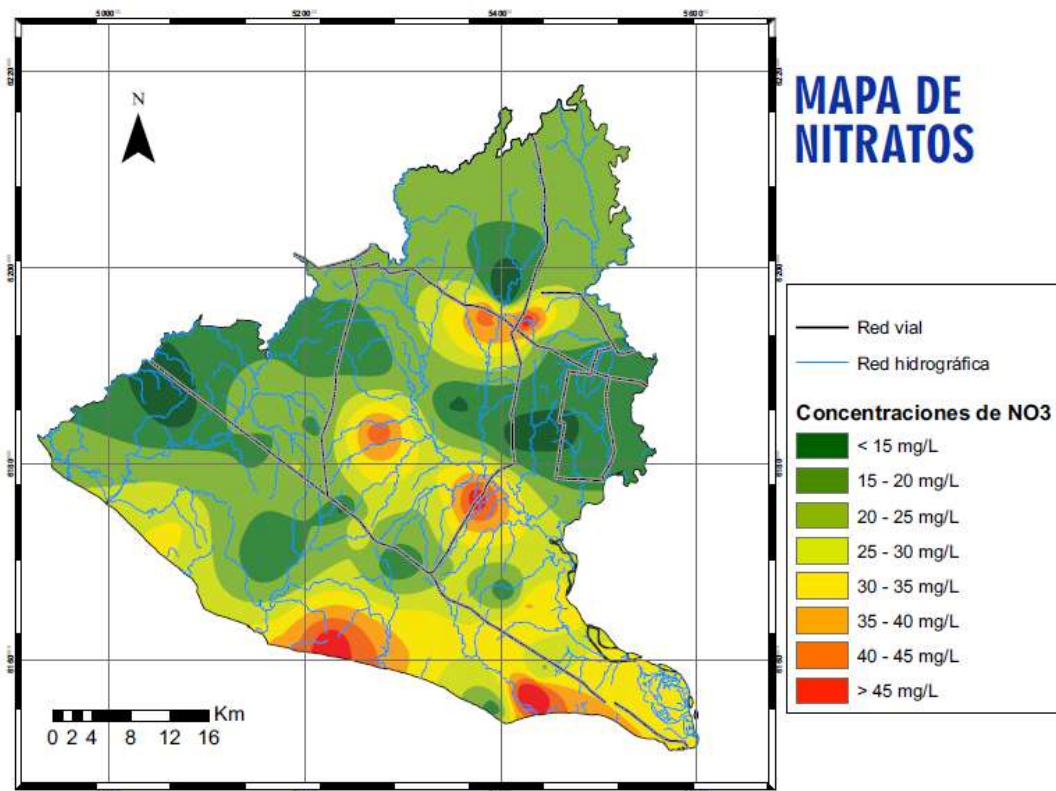 MAPA DE
NITRATOS
N
Km
0 2 4 8 12 16
Red vial
Red hidrográfica
Concentraciones de NO3
< 15 mg/L
15 - 20 mg/L
20 - 25 mg/L
25 - 30 mg/L
30 - 35 mg/L
35 - 40 mg/L
40 - 45 mg/L
> 45 mg/L